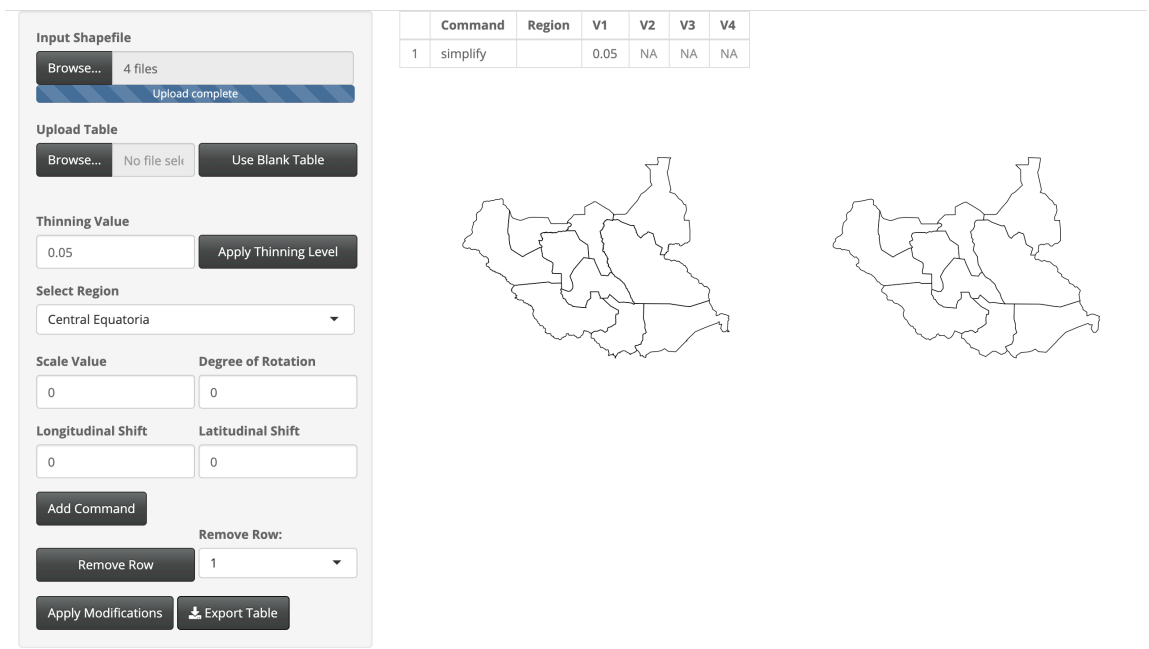 Input Shapefile
Browse... 4 files
Upload complete
Upload Table
Browse... No file sele Use Blank Table
Thinning Value
0.05 Apply Thinning Level
Select Region
Central Equatoria
Scale Value Degree of Rotation
0 0
Longitudinal Shift Latitudinal Shift
0 0
Add Command
Remove Row:
Remove Row 1
Apply Modifications Export Table
Command Region V1 V2 V3 V4
1 simplify 0.05 NA NA NA